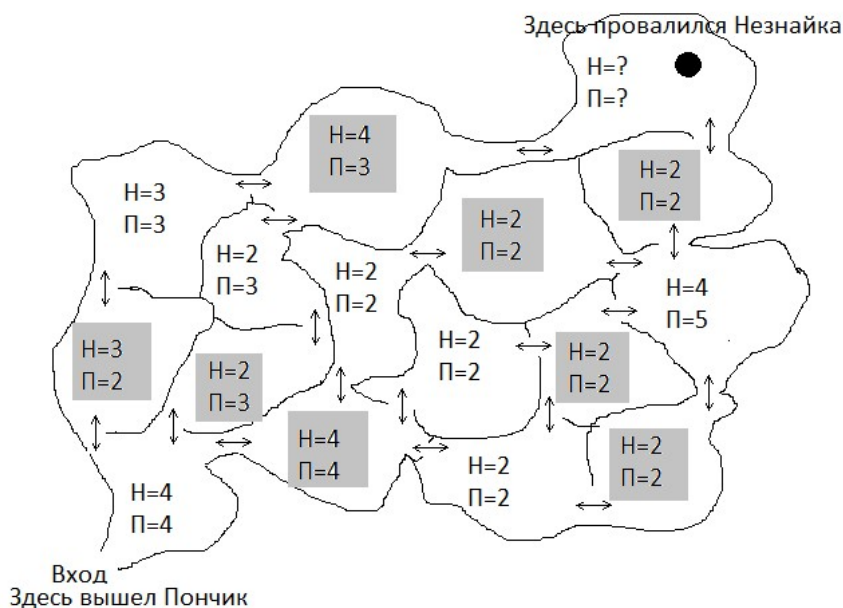 Здесь провалился Незнайка
Н=?
П=?
Н=4
П=3
Н=2
П=2
Н=3
П=3
Н=2
П=2
Н=2
П=3
Н=2
П=2
Н=4
П=5
Н=3
П=2
Н=2
П=2
Н=2
П=2
Н=2
П=3
Н=4
П=4
Н=2
П=2
Н=2
П=2
Н=4
П=4
Вход
Здесь вышел Пончик